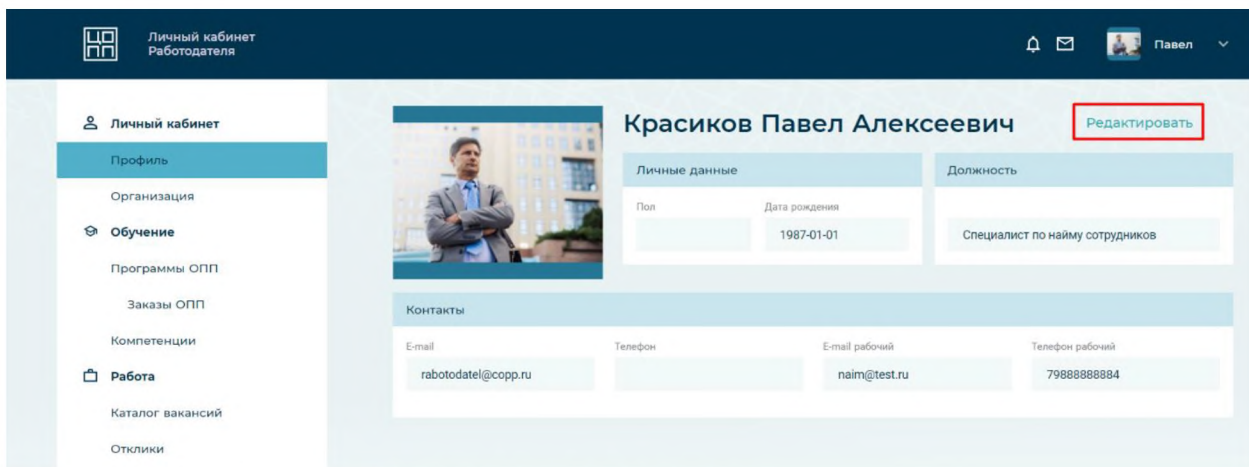 ЦОПП
Личный кабинет
Работодателя
Павел
Личный кабинет
Профиль
Организация
Обучение
Программы ОПП
Заказы ОПП
Компетенции
Работа
Каталог вакансий
Отклики
Красиков Павел Алексеевич
Редактировать
Личные данные
Пол
Дата рождения
1987-01-01
Должность
Специалист по найму сотрудников
Контакты
E-mail
Телефон
E-mail рабочий
Телефон рабочий
rabotodatel@copp.ru
naim@test.ru
79888888884